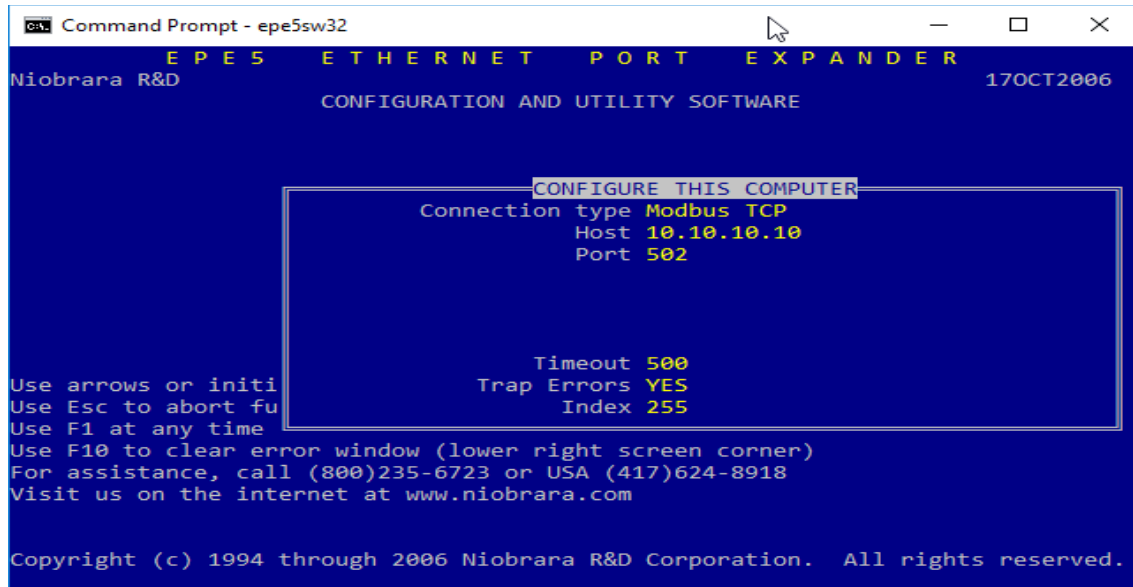 Command Prompt - epe5sw32
E P E 5 E T H E R N E T P O R T E X P A N D E R
Niobrara R&D 17OCT2006
CONFIGURATION AND UTILITY SOFTWARE
CONFIGURE THIS COMPUTER
Connection type Modbus TCP
Host 10.10.10.10
Port 502
Timeout 500
Use arrows or initi Trap Errors YES
Use Esc to abort fu Index 255
Use F1 at any time
Use F10 to clear error window (lower right screen corner)
For assistance, call (800)235-6723 or USA (417)624-8918
Visit us on the internet at www.niobrara.com
Copyright (c) 1994 through 2006 Niobrara R&D Corporation. All rights reserved.